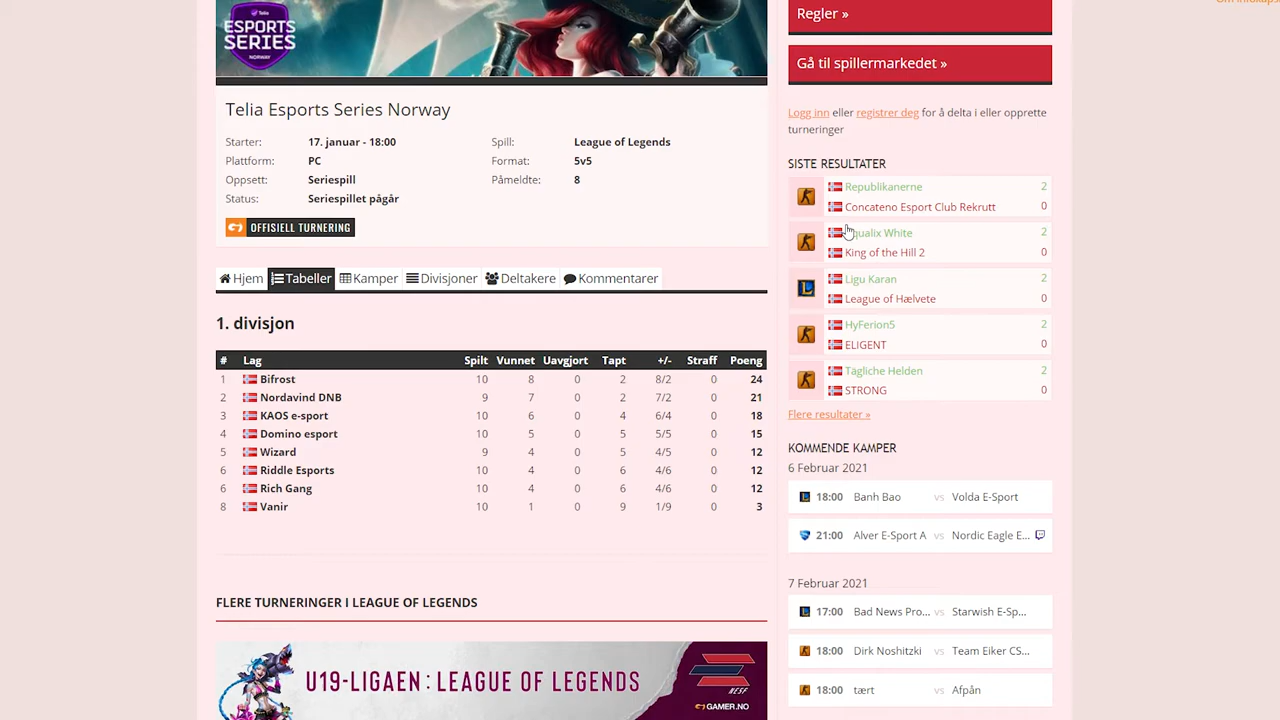 Telia
ESPORTS
SERIES
NORWAY
Telia Esports Series Norway
Starter: 17. januar - 18:00 Spill: League of Legends
Plattform: PC Format: 5v5
Oppsett: Seriespill Påmeldte: 8
Status: Seriespillet pågår
OFFISIELL TURNERING
Hjem Tabeller Kamper Divisjoner Deltakere Kommentarer
1. divisjon
# Lag Spilt Vunnet Uavgjort Tapt +/- Straff Poeng
1 Bifrost 10 8 0 2 8/2 0 24
2 Nordavind DNB 9 7 0 2 7/2 0 21
3 KAOS e-sport 10 6 0 4 6/4 0 18
4 Domino esport 10 5 0 5 5/5 0 15
5 Wizard 9 4 0 5 4/5 0 12
6 Riddle Esports 10 4 0 6 4/6 0 12
6 Rich Gang 10 4 0 6 4/6 0 12
8 Vanir 10 1 0 9 1/9 0 3
FLERE TURNERINGER I LEAGUE OF LEGENDS
U19-LIGAEN: LEAGUE OF LEGENDS
NESF
GAMER.NO
Regler »
Gå til spillermarkedet »
Logg inn eller registrer deg for å delta i eller opprette
turneringer
SISTE RESULTATER
Republikanerne 2
Concateno Esport Club Rekrutt 0
White 2
King of the Hill 2 0
Ligu Karan 2
League of Hælvete 0
HyFerion5 2
ELIGENT 0
Tägliche Helden 2
STRONG 0
Flere resultater »
KOMMENDE KAMPER
6 Februar 2021
18:00 Banh Bao vs Volda E-Sport
21:00 Alver E-Sport A vs Nordic Eagle E...
7 Februar 2021
17:00 Bad News Pro... vs Starwish E-Sp...
18:00 Dirk Noshitzki vs Team Eiker CS...
18:00 tært vs Afpån